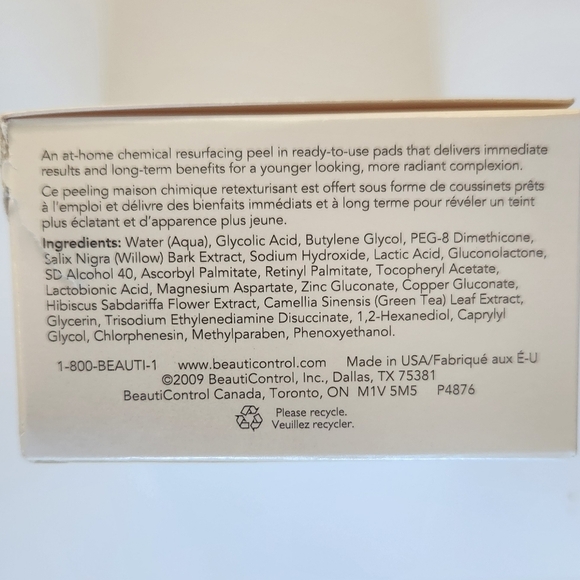 An at-home chemical resurfacing peel in ready-to-use pads that delivers immediate
results and long-term benefits for a younger looking, more radiant complexion.
Ce peeling maison chimique retexturisant est offert sous forme de coussinets prêts
à l'emploi et délivre des bienfaits immédiats et à long terme pour révéler un teint
plus éclatant et d'apparence plus jeune.
Ingredients: Water (Aqua), Glycolic Acid, Butylene Glycol, PEG-8 Dimethicone,
Salix Nigra (Willow) Bark Extract, Sodium Hydroxide, Lactic Acid, Gluconolactone,
SD Alcohol 40, Ascorbyl Palmitate, Retinyl Palmitate, Tocopheryl Acetate,
Lactobionic Acid, Magnesium Aspartate, Zinc Gluconate, Copper Gluconate,
Hibiscus Sabdariffa Flower Extract, Camellia Sinensis (Green Tea) Leaf Extract,
Glycerin, Trisodium Ethylenediamine Disuccinate, 1,2-Hexanediol, Caprylyl
Glycol, Chlorphenesin, Methylparaben, Phenoxyethanol.
1-800-BEAUTI-1 www.beauticontrol.com Made in USA/Fabriqué aux É-U
©2009 BeautiControl, Inc., Dallas, TX 75381
BeautiControl Canada, Toronto, ON M1V 5M5 P4876
Please recycle.
Veuillez recycler.